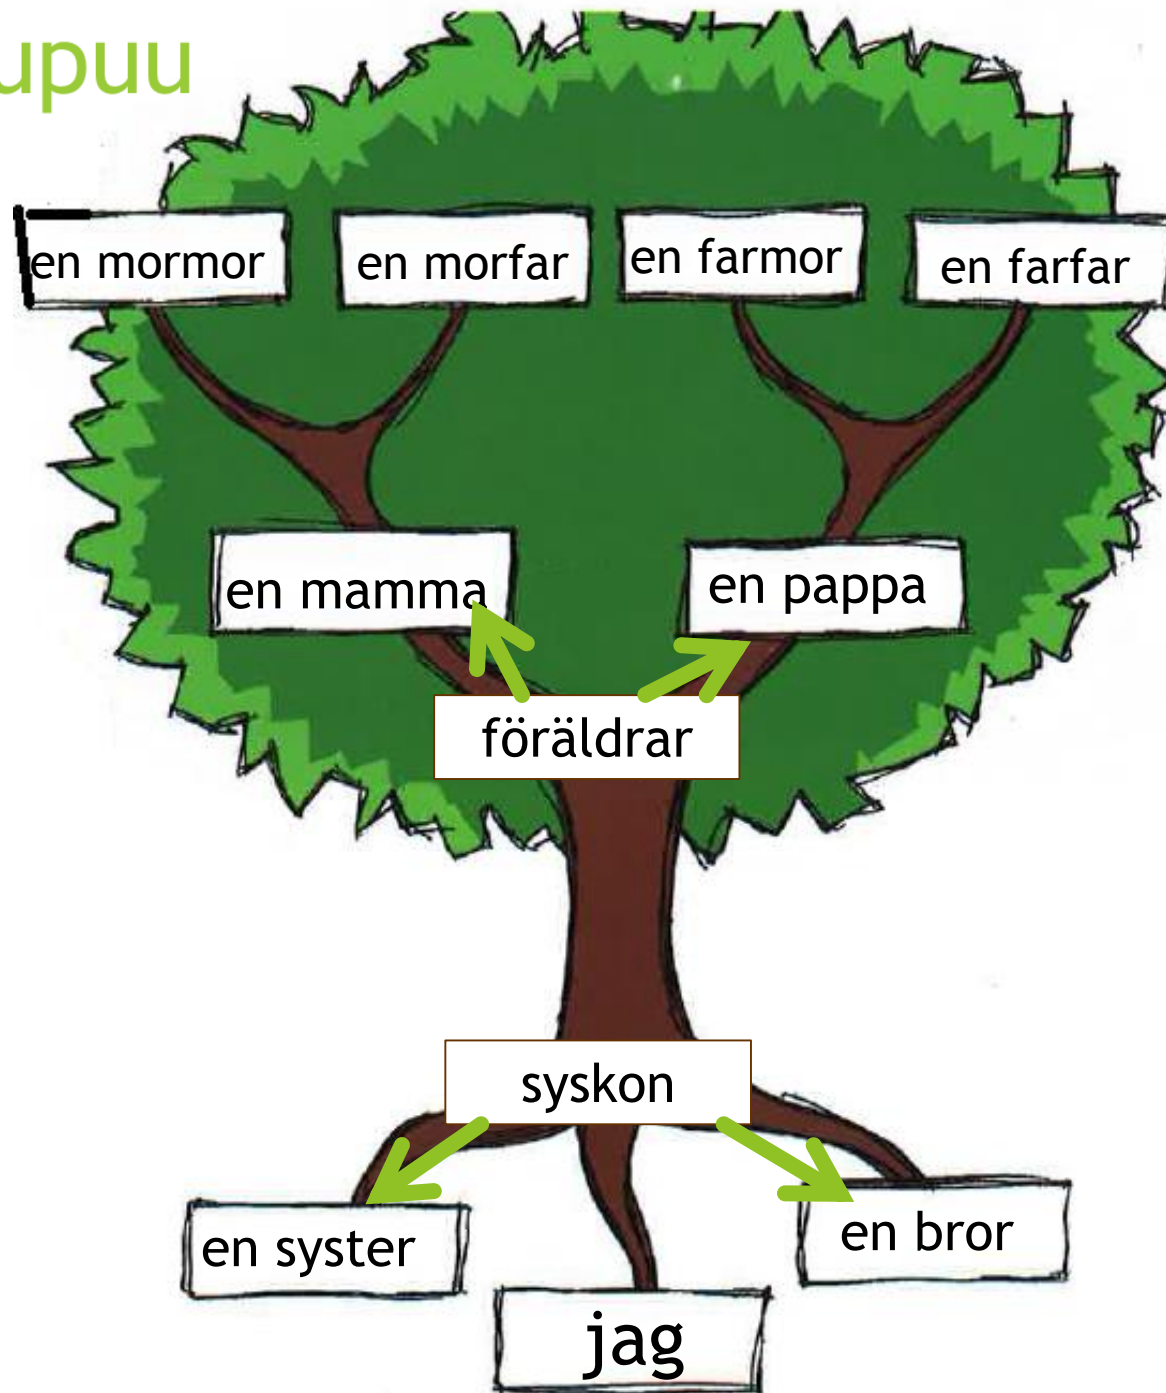 upuu
en mormor
en morfar
en farmor
en farfar
en mamma
en pappa
föräldrar
syskon
en syster
en bror
jag